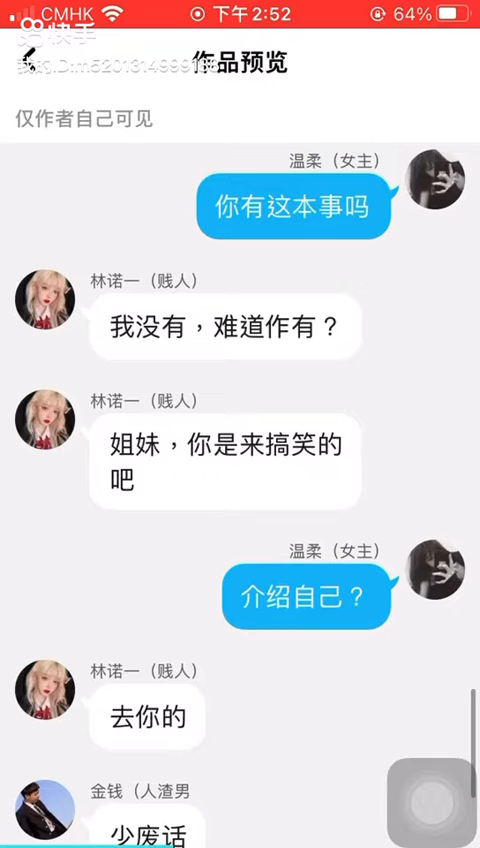 CMHK 下午2:52 64%
快手
作品预览
仅作者自己可见
温柔（女主）
你有这本事吗
林诺一（贱人）
我没有，难道作有？
林诺一（贱人）
姐妹，你是来搞笑的
吧
温柔（女主）
介绍自己？
林诺一（贱人）
去你的
金钱（人渣男
少废话